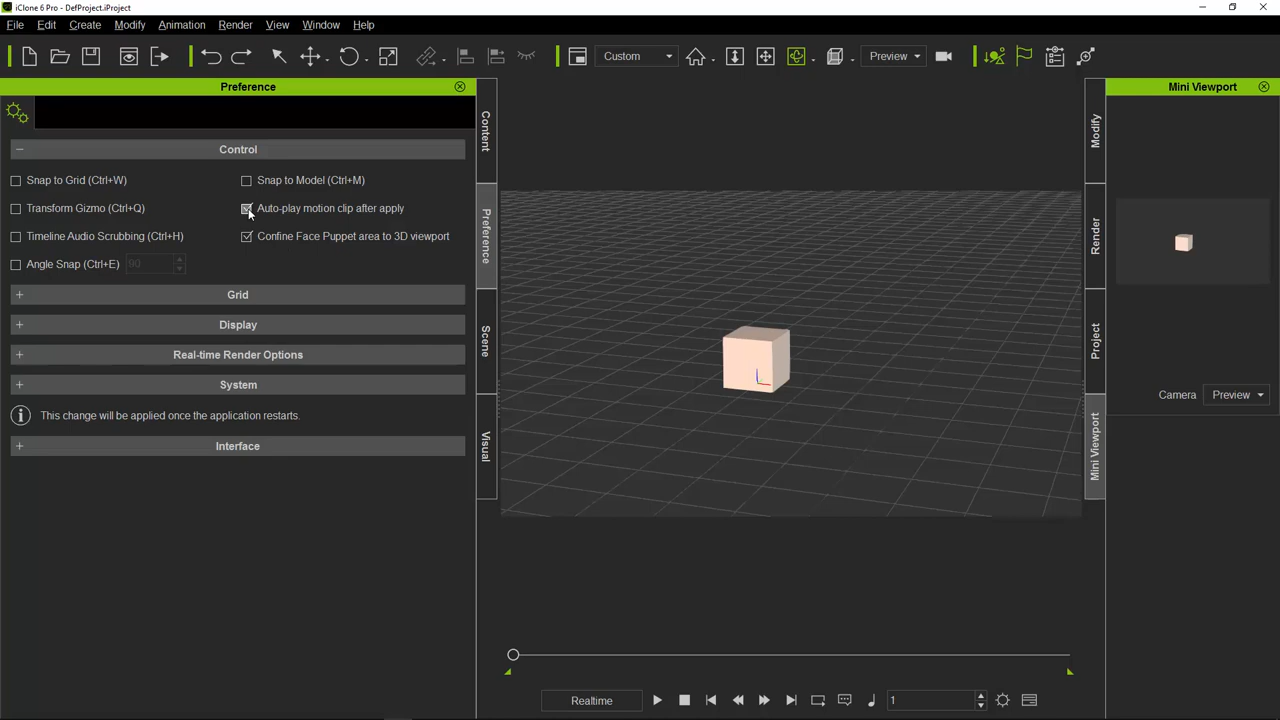 iClone 6 Pro - DefProject.iProject
File Edit Create Modify Animation Render View Window Help
Custom Preview
Preference Mini Viewport
Control
Snap to Grid (Ctrl+W) Snap to Model (Ctrl+M)
Transform Gizmo (Ctrl+Q) Auto-play motion clip after apply
Timeline Audio Scrubbing (Ctrl+H) Confine Face Puppet area to 3D viewport
Angle Snap (Ctrl+E) 90
Grid
Display
Real-time Render Options
System
This change will be applied once the application restarts.
Interface
Content
Preference
Scene
Visual
Modify
Render
Project
Mini Viewport
Camera Preview
Realtime 1